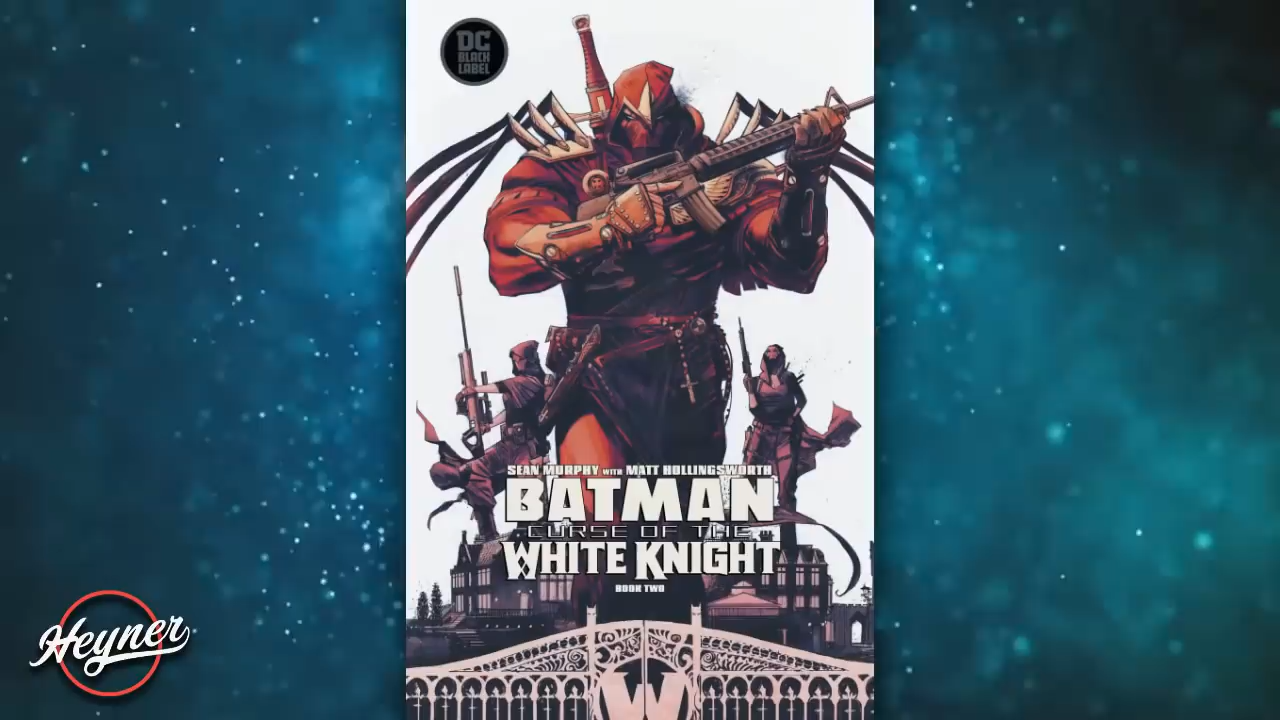 DC
BLACK
LABEL
SEAN MURPHY WITH MATT HOLLINGSWORTH
BATMAN
CURSE OF THE
WHITE KNIGHT
BOOK TWO
W
Heyner